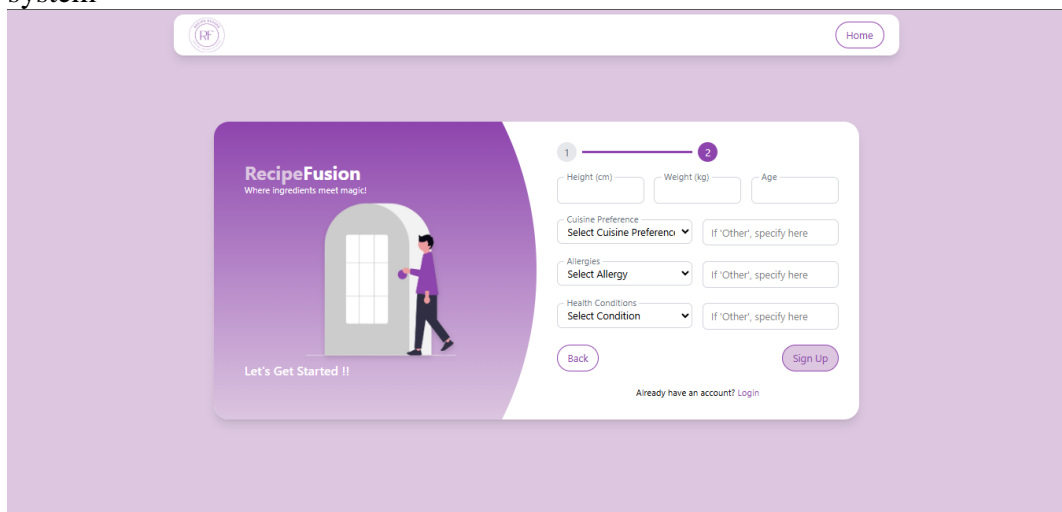 system
RF
Home
RecipeFusion
Where ingredients meet magic!
Let's Get Started !!
1 2
Height (cm) Weight (kg) Age
Cuisine Preference
Select Cuisine Preferenc If 'Other', specify here
Allergies
Select Allergy If 'Other', specify here
Health Conditions
Select Condition If 'Other', specify here
Back Sign Up
Already have an account? Login